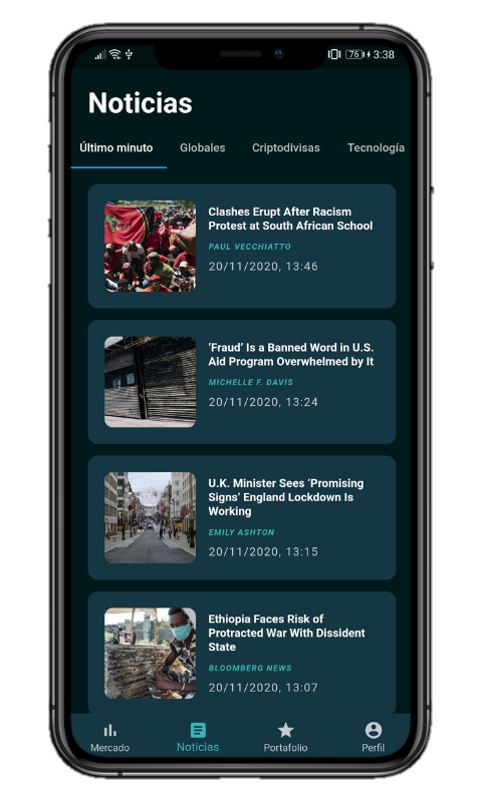 76 3:38
Noticias
Último minuto Globales Criptodivisas Tecnología
Clashes Erupt After Racism
Protest at South African School
PAUL VECCHIATTO
20/11/2020, 13:46
‘Fraud’ Is a Banned Word in U.S.
Aid Program Overwhelmed by It
MICHELLE F. DAVIS
20/11/2020, 13:24
U.K. Minister Sees ‘Promising
Signs’ England Lockdown Is
Working
EMILY ASHTON
20/11/2020, 13:15
Ethiopia Faces Risk of
Protracted War With Dissident
State
BLOOMBERG NEWS
20/11/2020, 13:07
Mercado Noticias Portafolio Perfil